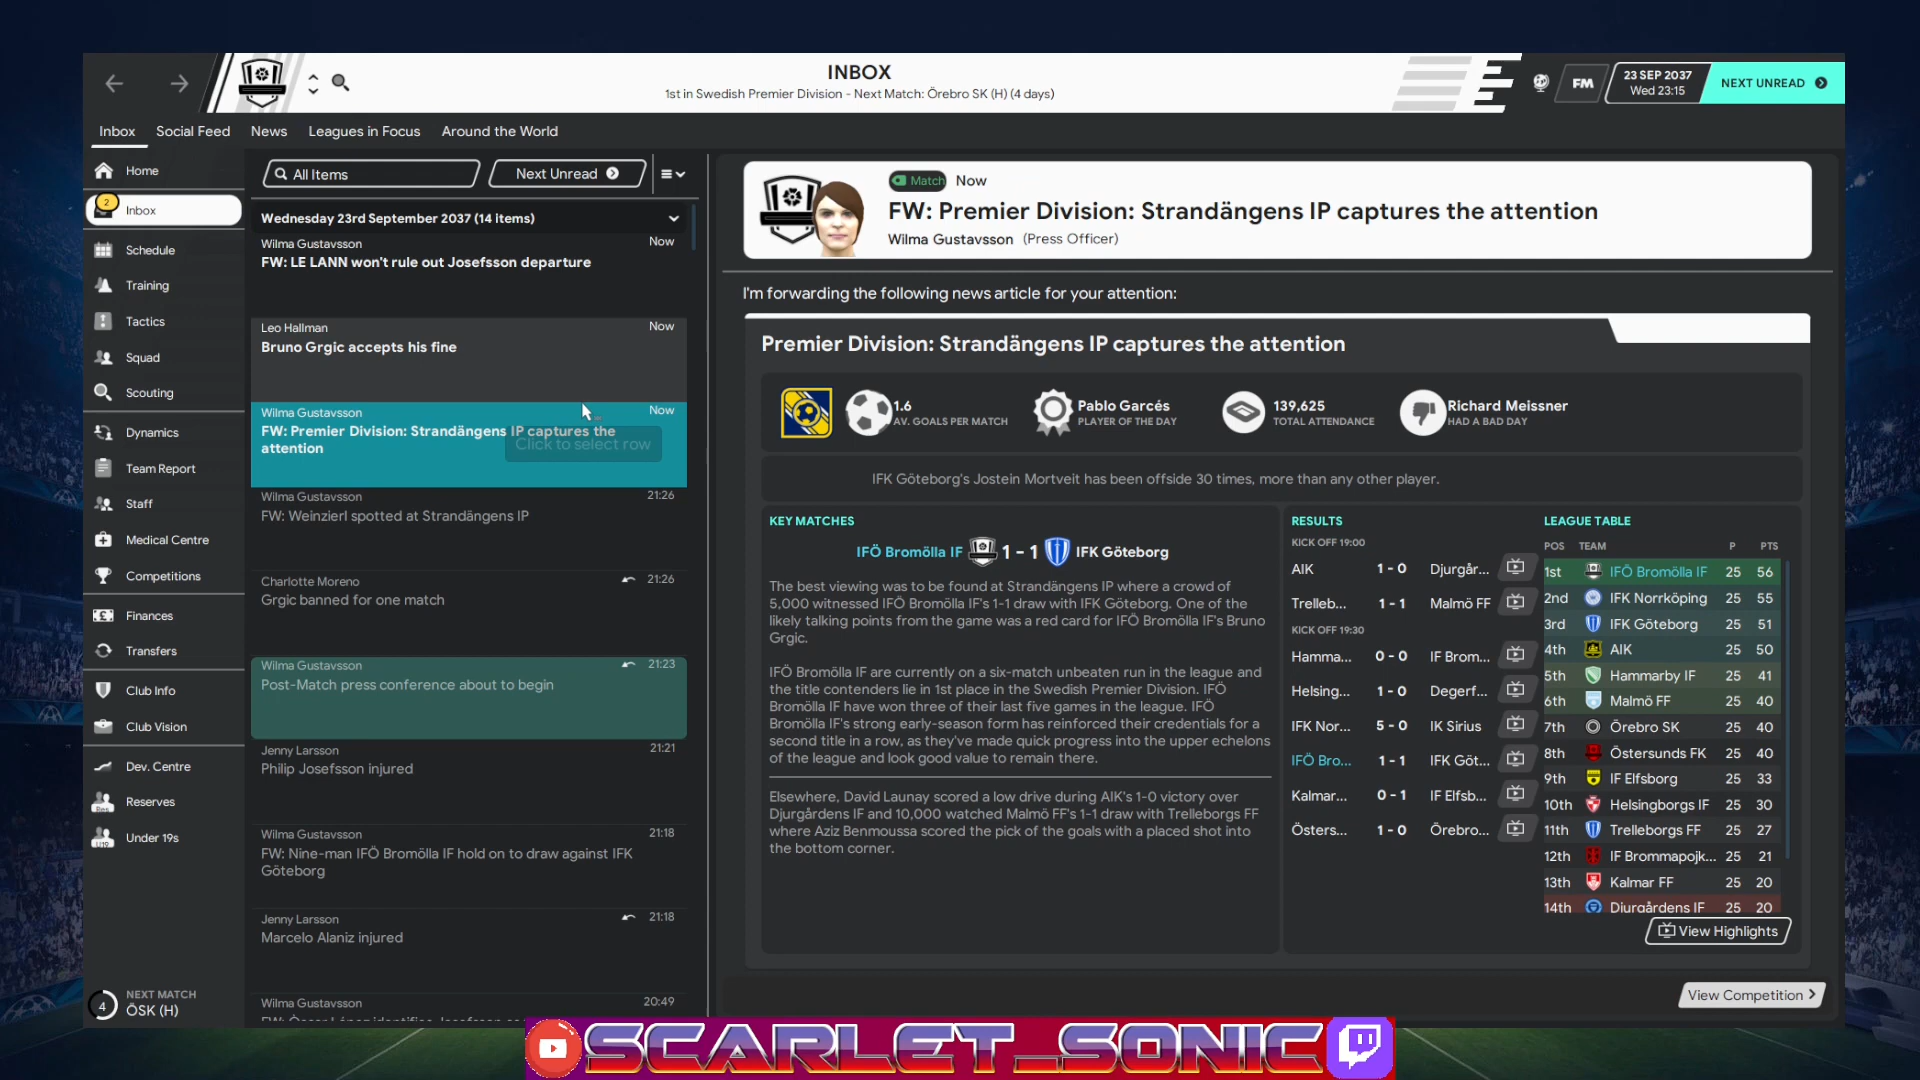 INBOX
1st in Swedish Premier Division - Next Match: Örebro SK (H) (4 days)
FM
23 SEP 2037
Wed 23:15
NEXT UNREAD
Inbox
Social Feed
News
Leagues in Focus
Around the World
Home
2
Inbox
Schedule
Training
Tactics
Squad
Scouting
Dynamics
Team Report
Staff
Medical Centre
Competitions
Finances
Transfers
Club Info
Club Vision
Dev. Centre
Reserves
Under 19s
4
NEXT MATCH
ÖSK (H)
All Items
Next Unread
Wednesday 23rd September 2037 (14 items)
Wilma Gustavsson
Now
FW: LE LANN won't rule out Josefsson departure
Leo Hallman
Now
Bruno Grgic accepts his fine
Wilma Gustavsson
Now
FW: Premier Division: Strandängens IP captures the
attention
Click to select row
Wilma Gustavsson
21:26
FW: Weinzierl spotted at Strandängens IP
Charlotte Moreno
21:26
Grgic banned for one match
Wilma Gustavsson
21:23
Post-Match press conference about to begin
Jenny Larsson
21:21
Philip Josefsson injured
Wilma Gustavsson
21:18
FW: Nine-man IFÖ Bromölla IF hold on to draw against IFK
Göteborg
Jenny Larsson
21:18
Marcelo Alaniz injured
Wilma Gustavsson
20:49
Match
Now
FW: Premier Division: Strandängens IP captures the attention
Wilma Gustavsson (Press Officer)
I'm forwarding the following news article for your attention:
Premier Division: Strandängens IP captures the attention
1.6
AV. GOALS PER MATCH
Pablo Garcés
PLAYER OF THE DAY
139,625
TOTAL ATTENDANCE
Richard Meissner
HAD A BAD DAY
IFK Göteborg's Jostein Mortveit has been offside 30 times, more than any other player.
KEY MATCHES
IFÖ Bromölla IF 1 - 1 IFK Göteborg
The best viewing was to be found at Strandängens IP where a crowd of
5,000 witnessed IFÖ Bromölla IF's 1-1 draw with IFK Göteborg. One of the
likely talking points from the game was a red card for IFÖ Bromölla IF's Bruno
Grgic.
IFÖ Bromölla IF are currently on a six-match unbeaten run in the league and
the title contenders lie in 1st place in the Swedish Premier Division. IFÖ
Bromölla IF have won three of their last five games in the league. IFÖ
Bromölla IF's strong early-season form has reinforced their credentials for a
second title in a row, as they've made quick progress into the upper echelons
of the league and look good value to remain there.
Elsewhere, David Launay scored a low drive during AIK's 1-0 victory over
Djurgårdens IF and 10,000 watched Malmö FF's 1-1 draw with Trelleborgs FF
where Aziz Benmoussa scored the pick of the goals with a placed shot into
the bottom corner.
RESULTS
KICK OFF 19:00
AIK 1 - 0 Djurgår...
Trelleb... 1 - 1 Malmö FF
KICK OFF 19:30
Hamma... 0 - 0 IF Brom...
Helsing... 1 - 0 Degerf...
IFK Nor... 5 - 0 IK Sirius
IFÖ Bro... 1 - 1 IFK Göt...
Kalmar... 0 - 1 IF Elfsb...
Östers... 1 - 0 Örebro...
LEAGUE TABLE
POS TEAM P PTS
1st IFÖ Bromölla IF 25 56
2nd IFK Norrköping 25 55
3rd IFK Göteborg 25 51
4th AIK 25 50
5th Hammarby IF 25 41
6th Malmö FF 25 40
7th Örebro SK 25 40
8th Östersunds FK 25 40
9th IF Elfsborg 25 33
10th Helsingborgs IF 25 30
11th Trelleborgs FF 25 27
12th IF Brommapojk... 25 21
13th Kalmar FF 25 20
14th Djurgårdens IF 25 20
View Highlights
View Competition
SCARLET_SONIC